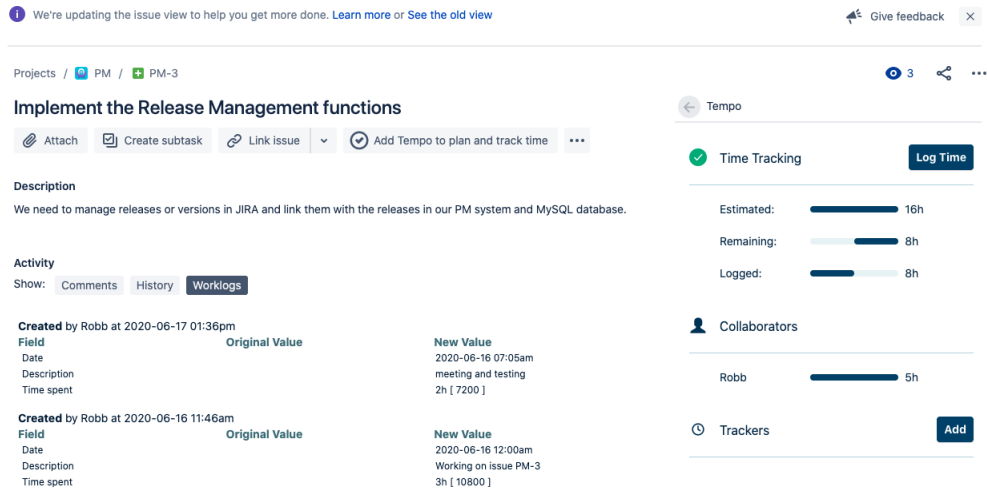 We're updating the issue view to help you get more done. Learn more or See the old view
Give feedback
Projects / PM / PM-3
3
Implement the Release Management functions
Attach
Create subtask
Link issue
Add Tempo to plan and track time
Description
We need to manage releases or versions in JIRA and link them with the releases in our PM system and MySQL database.
Activity
Show: Comments History Worklogs
Created by Robb at 2020-06-17 01:36pm
Field Original Value New Value
Date 2020-06-16 07:05am
Description meeting and testing
Time spent 2h [ 7200 ]
Created by Robb at 2020-06-16 11:46am
Field Original Value New Value
Date 2020-06-16 12:00am
Description Working on issue PM-3
Time spent 3h [ 10800 ]
Tempo
Time Tracking Log Time
Estimated: 16h
Remaining: 8h
Logged: 8h
Collaborators
Robb 5h
Trackers Add